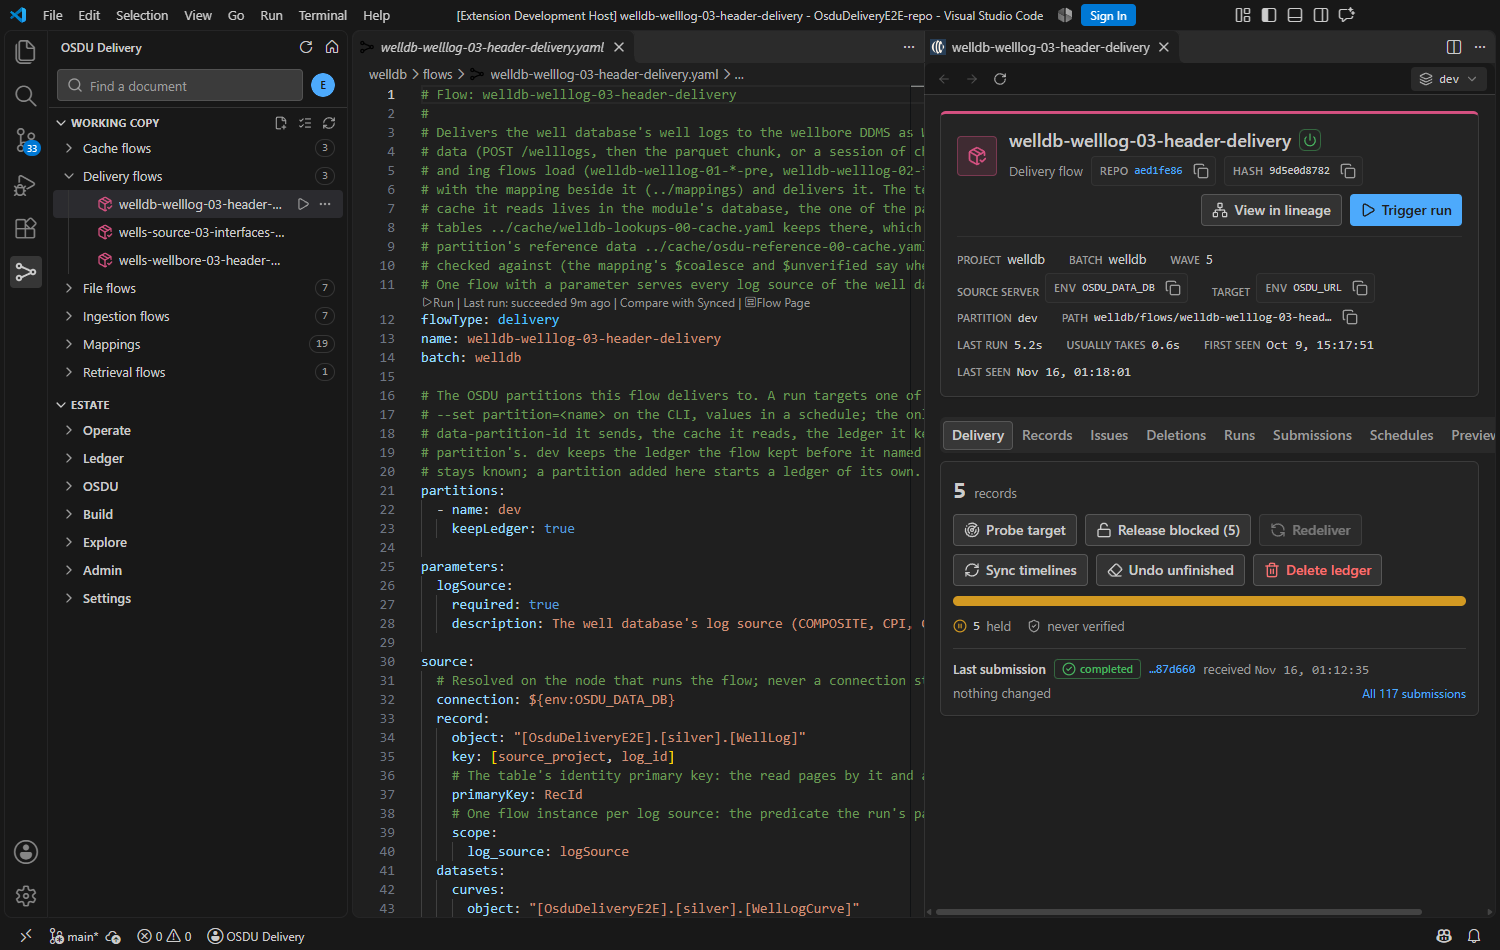 File Edit Selection View Go Run Terminal Help
[Extension Development Host] welldb-welllog-03-header-delivery - OsduDeliveryE2E-repo - Visual Studio Code
Sign In
OSDU Delivery
Find a document
E
33
WORKING COPY
Cache flows 3
Delivery flows 3
welldb-welllog-03-header-...
wells-source-03-interfaces-...
wells-wellbore-03-header-...
File flows 7
Ingestion flows 7
Mappings 19
Retrieval flows 1
ESTATE
Operate
Ledger
OSDU
Build
Explore
Admin
Settings
welldb-welllog-03-header-delivery.yaml
welldb > flows > welldb-welllog-03-header-delivery.yaml > ...
1 # Flow: welldb-welllog-03-header-delivery
2 #
3 # Delivers the well database's well logs to the wellbore DDMS as
4 # data (POST /welllogs, then the parquet chunk, or a session of
5 # and ing flows load (welldb-welllog-01-*-pre, welldb-welllog-02-
6 # with the mapping beside it (../mappings) and delivers it. The
7 # cache it reads lives in the module's database, the one of the
8 # tables ../cache/welldb-lookups-00-cache.yaml keeps there, which
9 # partition's reference data ../cache/osdu-reference-00-cache.yaml
10 # checked against (the mapping's $coalesce and $unverified say
11 # One flow with a parameter serves every log source of the well
Run | Last run: succeeded 9m ago | Compare with Synced | Flow Page
12 flowType: delivery
13 name: welldb-welllog-03-header-delivery
14 batch: welldb
15
16 # The OSDU partitions this flow delivers to. A run targets one of
17 # --set partition=<name> on the CLI, values in a schedule; the
18 # data-partition-id it sends, the cache it reads, the ledger it
19 # partition's. dev keeps the ledger the flow kept before it named
20 # stays known; a partition added here starts a ledger of its own.
21 partitions:
22 - name: dev
23 keepLedger: true
24
25 parameters:
26 logSource:
27 required: true
28 description: The well database's log source (COMPOSITE, CPI,
29
30 source:
31 # Resolved on the node that runs the flow; never a connection
32 connection: ${env:OSDU_DATA_DB}
33 record:
34 object: "[OsduDeliveryE2E].[silver].[WellLog]"
35 key: [source_project, log_id]
36 # The table's identity primary key: the read pages by it and
37 primaryKey: RecId
38 # One flow instance per log source: the predicate the run's
39 scope:
40 log_source: logSource
41 datasets:
42 curves:
43 object: "[OsduDeliveryE2E].[silver].[WellLogCurve]"
welldb-welllog-03-header-delivery
dev
welldb-welllog-03-header-delivery
Delivery flow REPO aed1fe86 HASH 9d5e0d8782
View in lineage Trigger run
PROJECT welldb BATCH welldb WAVE 5
SOURCE SERVER ENV OSDU_DATA_DB TARGET ENV OSDU_URL
PARTITION dev PATH welldb/flows/welldb-welllog-03-head...
LAST RUN 5.2s USUALLY TAKES 0.6s FIRST SEEN Oct 9, 15:17:51
LAST SEEN Nov 16, 01:18:01
Delivery Records Issues Deletions Runs Submissions Schedules Preview
5 records
Probe target Release blocked (5) Redeliver
Sync timelines Undo unfinished Delete ledger
5 held never verified
Last submission completed …87d660 received Nov 16, 01:12:35
nothing changed All 117 submissions
main* 0 0 OSDU Delivery